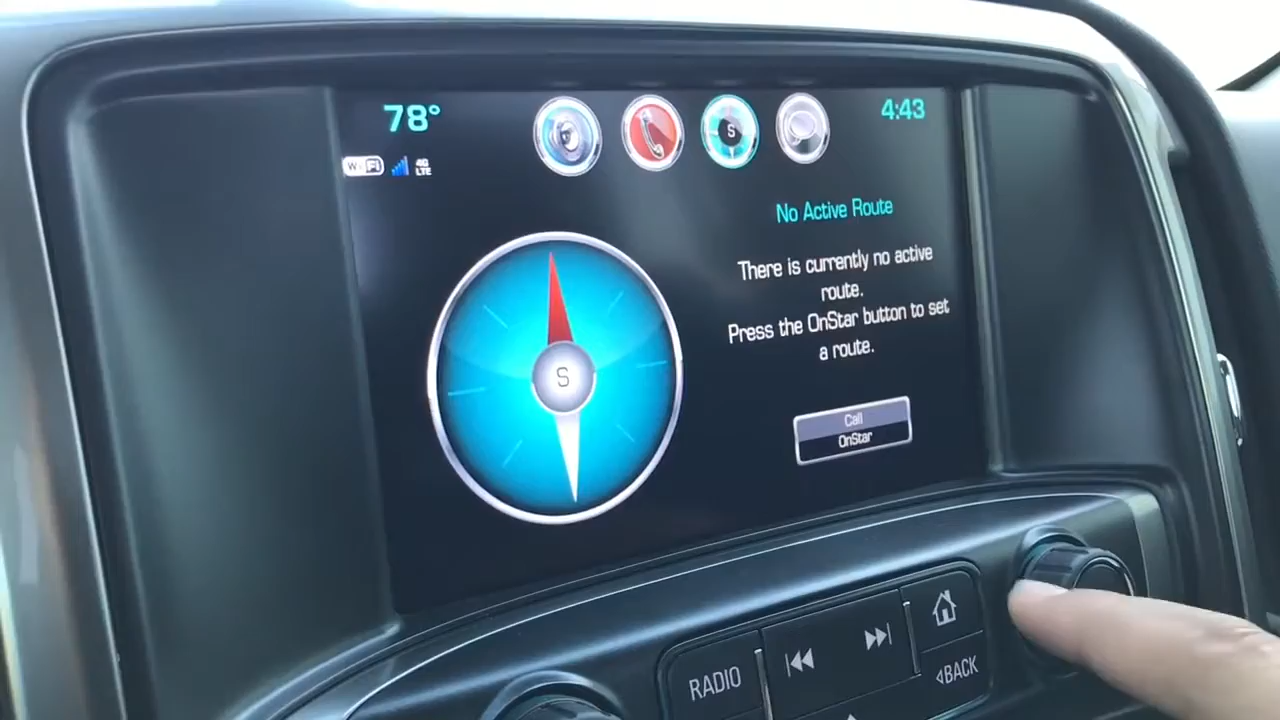 78°
4:43
WiFi
4G
LTE
S
No Active Route
There is currently no active
route.
Press the OnStar button to set
a route.
S
Call
OnStar
RADIO
BACK